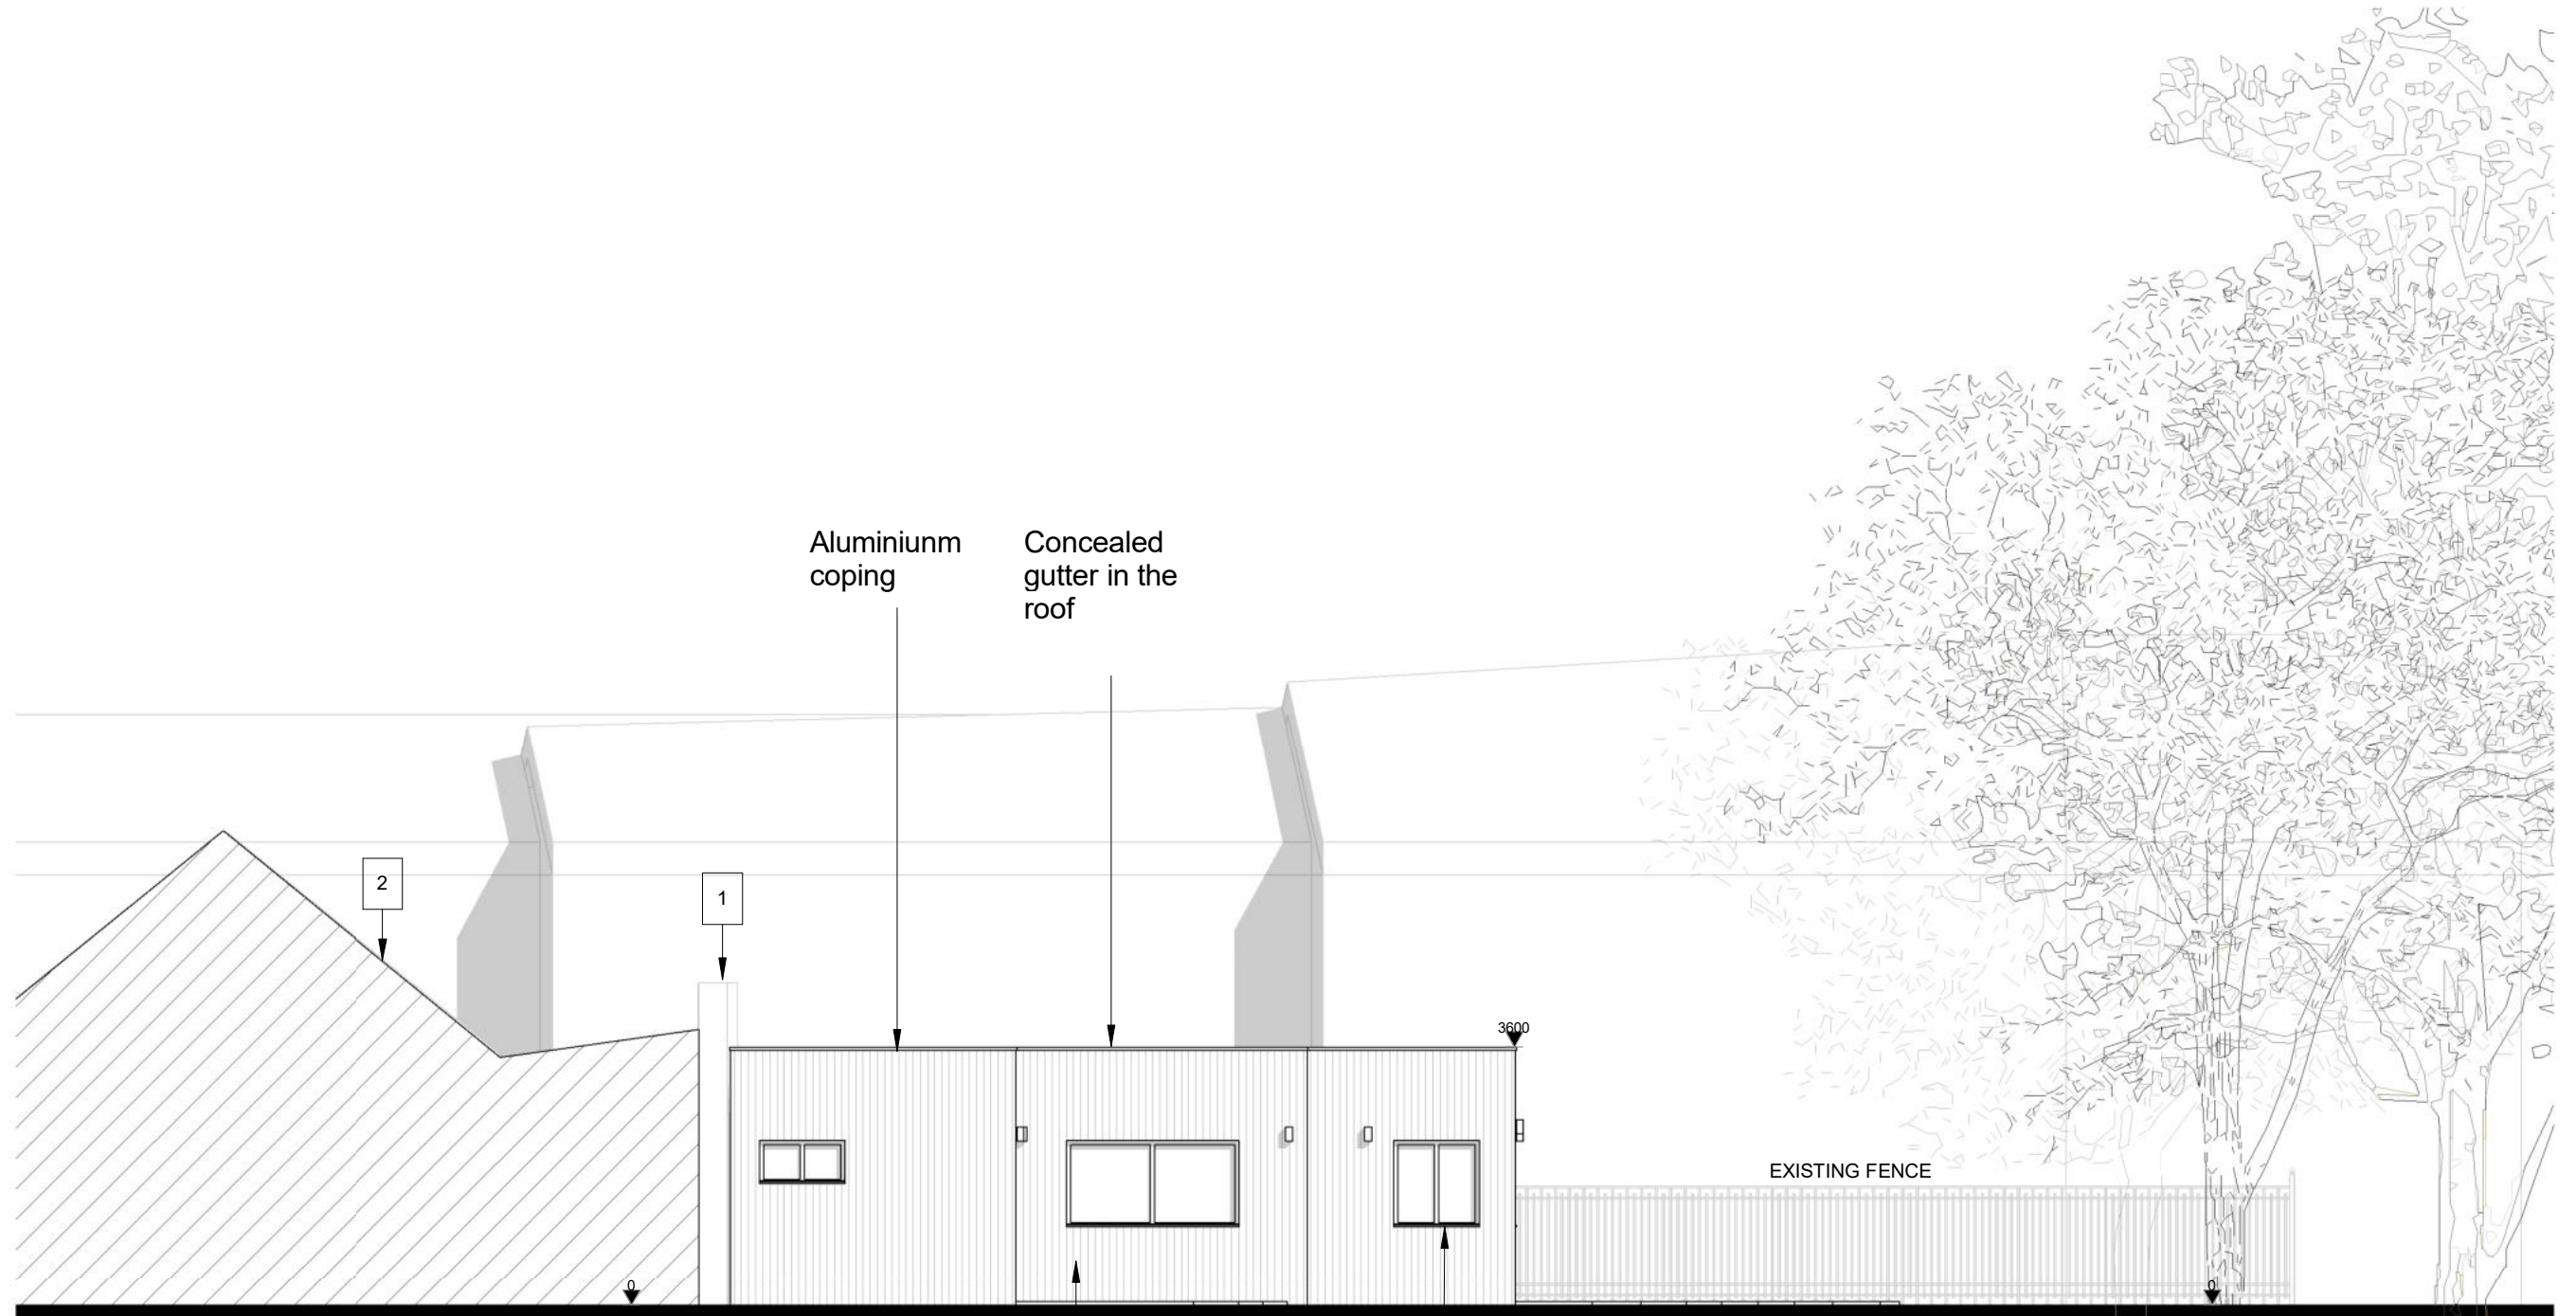 Aluminiunm
coping
Concealed
gutter in the
roof
2
1
3600
EXISTING FENCE
0
0